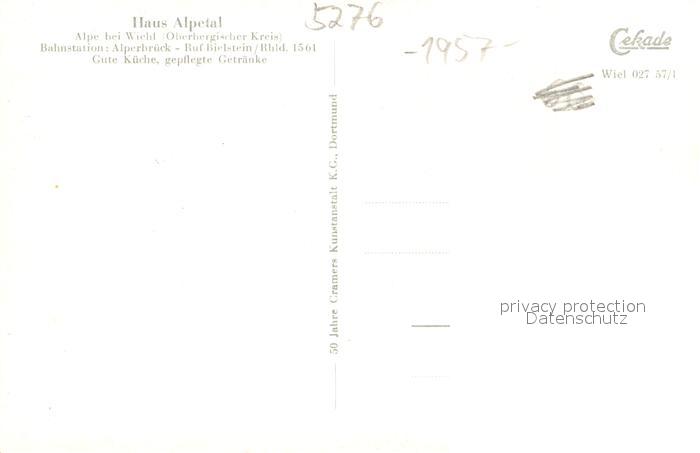 Haus Alpetal
Alpe bei Wiehl (Oberbergischer Kreis)
Bahnstation: Alperbrück - Ruf Bielstein/Rhld. 1561
Gute Küche, gepflegte Getränke
5276
-1957-
Cekade
Wiel 027 57/1
50 Jahre Cramers Kunstanstalt K.G., Dortmund
privacy protection
Datenschutz